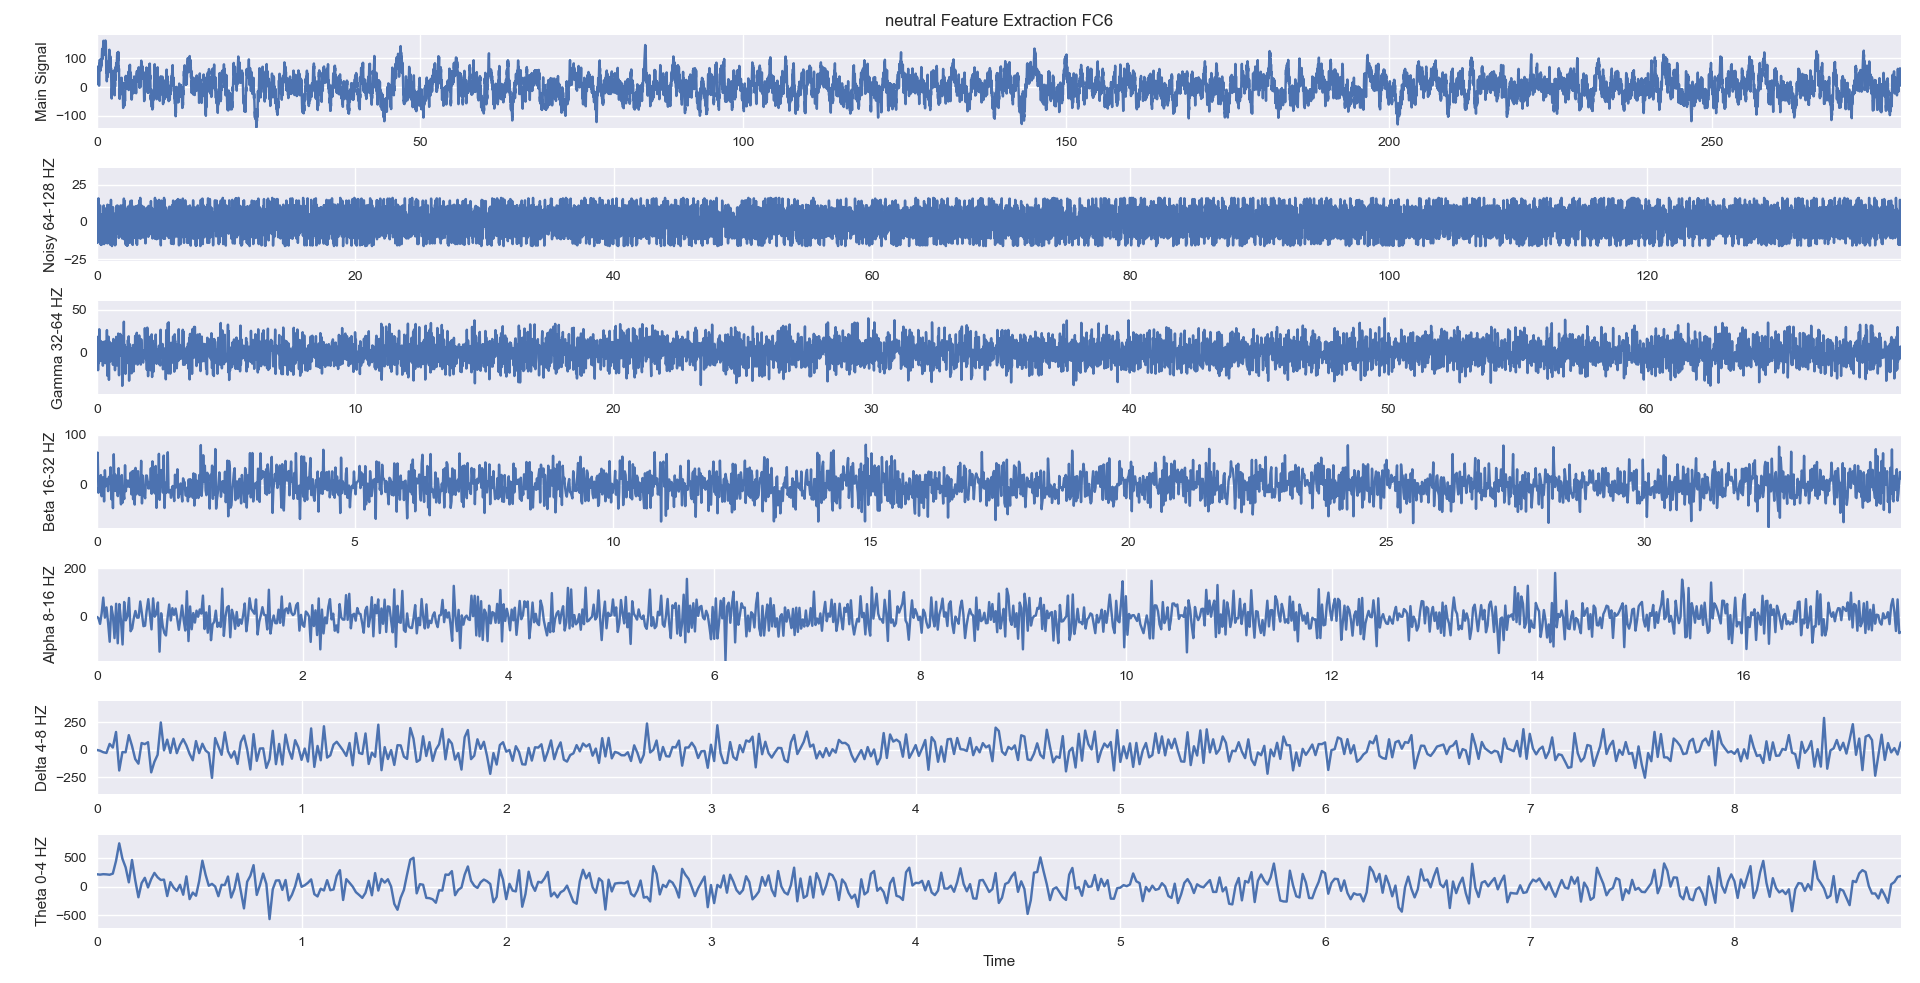 neutral Feature Extraction FC6
Main Signal
100
0
−100
0 50 100 150 200 250
Noisy 64-128 HZ
25
0
−25
0 20 40 60 80 100 120
Gamma 32-64 HZ
50
0
0 10 20 30 40 50 60
Beta 16-32 HZ
100
0
0 5 10 15 20 25 30
Alpha 8-16 HZ
200
0
0 2 4 6 8 10 12 14 16
Delta 4-8 HZ
250
0
−250
0 1 2 3 4 5 6 7 8
Theta 0-4 HZ
500
0
−500
0 1 2 3 4 5 6 7 8
Time